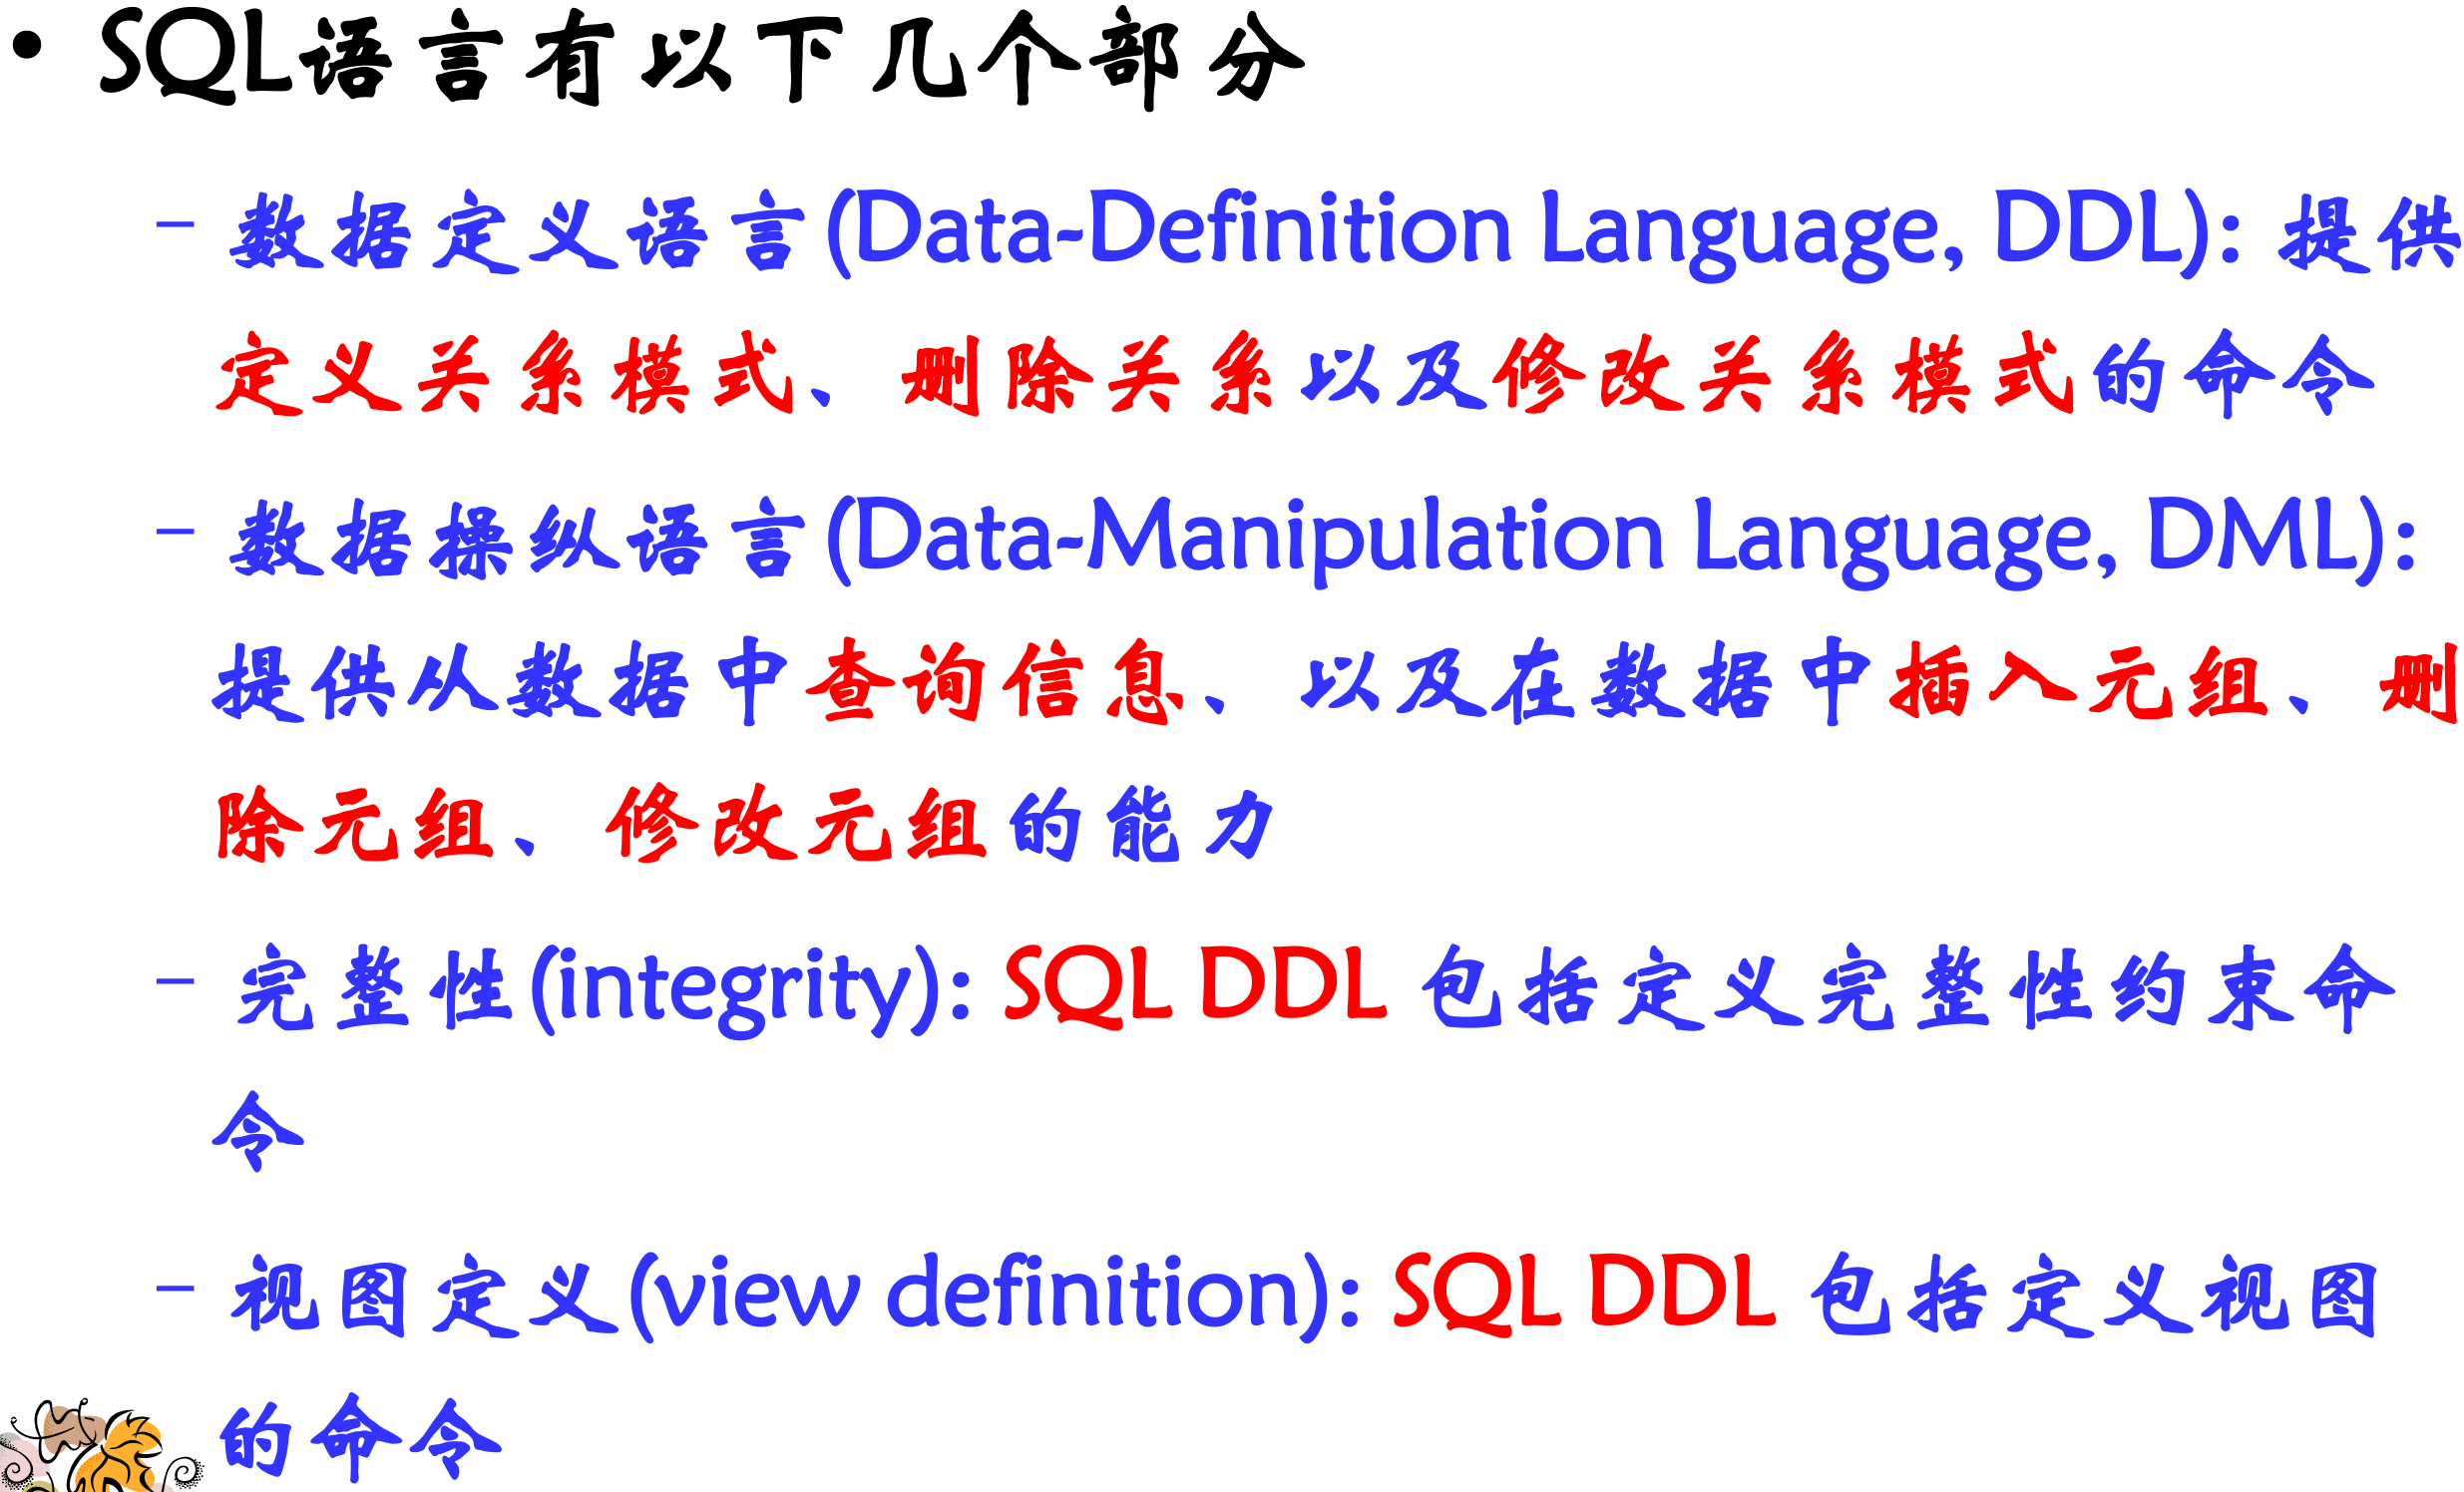 • SQL语言有以下几个部分
– 数据定义语言(Data-Definition Language, DDL): 提供
定义关系模式、删除关系以及修改关系模式的命令
– 数据操纵语言(Data-Manipulation Language, DML):
提供从数据中查询信息、以及在数据中插入元组、删
除元组、修改元组的能力
– 完整性(integrity): SQL DDL 包括定义完整性约束命
令
– 视图定义(view definition): SQL DDL 包括定义视图
的命令